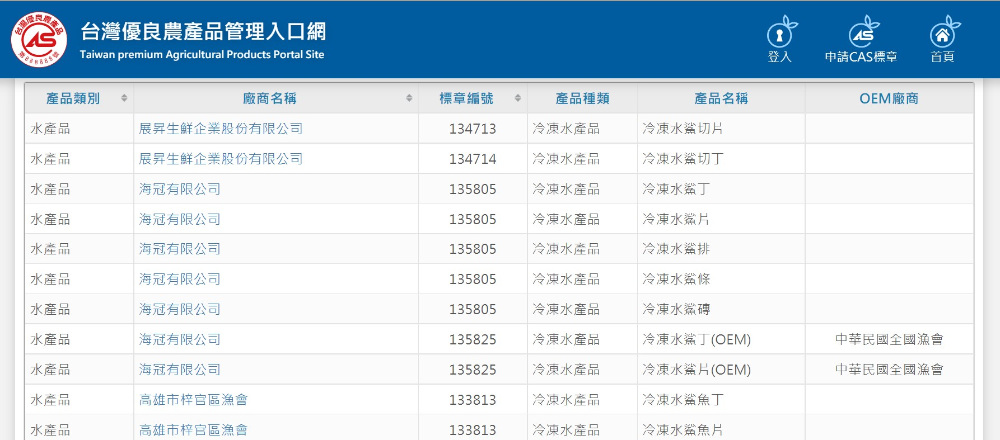 台灣優良農產品
第868888號
台灣優良農產品管理入口網
Taiwan premium Agricultural Products Portal Site
登入
申請CAS標章
首頁
產品類別 廠商名稱 標章編號 產品種類 產品名稱 OEM廠商
水產品 展昇生鮮企業股份有限公司 134713 冷凍水產品 冷凍水鯊切片
水產品 展昇生鮮企業股份有限公司 134714 冷凍水產品 冷凍水鯊切丁
水產品 海冠有限公司 135805 冷凍水產品 冷凍水鯊丁
水產品 海冠有限公司 135805 冷凍水產品 冷凍水鯊片
水產品 海冠有限公司 135805 冷凍水產品 冷凍水鯊排
水產品 海冠有限公司 135805 冷凍水產品 冷凍水鯊條
水產品 海冠有限公司 135805 冷凍水產品 冷凍水鯊磚
水產品 海冠有限公司 135825 冷凍水產品 冷凍水鯊丁(OEM) 中華民國全國漁會
水產品 海冠有限公司 135825 冷凍水產品 冷凍水鯊片(OEM) 中華民國全國漁會
水產品 高雄市梓官區漁會 133813 冷凍水產品 冷凍水鯊魚丁
水產品 高雄市梓官區漁會 133813 冷凍水產品 冷凍水鯊魚片